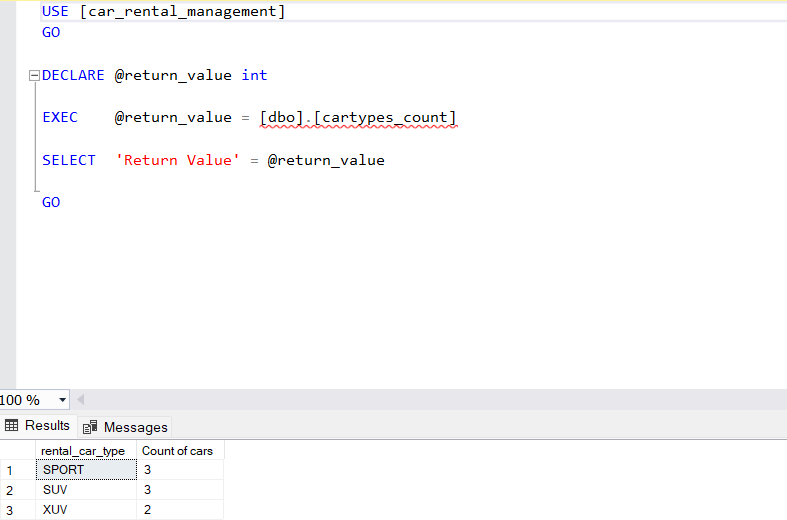 USE [car_rental_management]
GO
DECLARE @return_value int
EXEC @return_value = [dbo].[cartypes_count]
SELECT 'Return Value' = @return_value
GO
100 %
Results Messages
rental_car_type Count of cars
1 SPORT 3
2 SUV 3
3 XUV 2